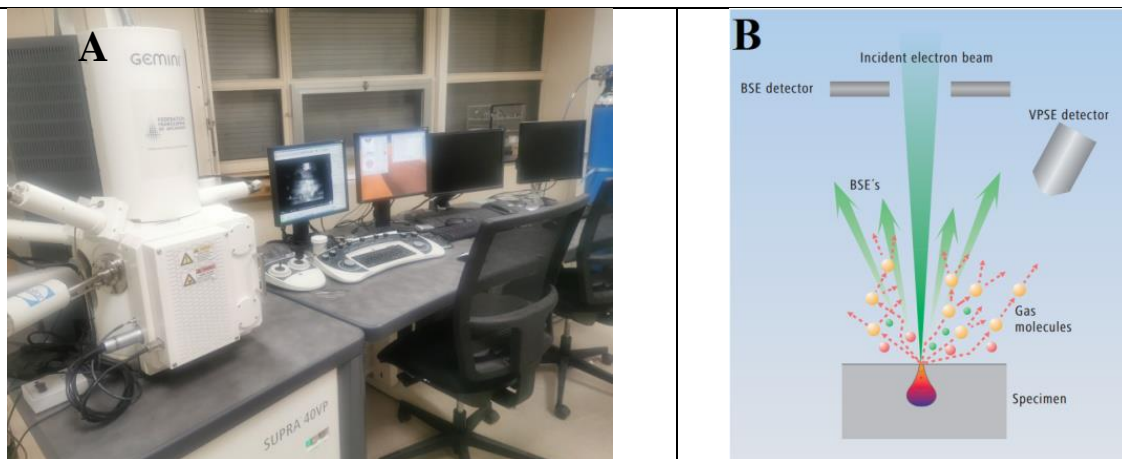 A
GEMINI
SUPRA 40VP
B
Incident electron beam
BSE detector
VPSE detector
BSE's
Gas
molecules
Specimen